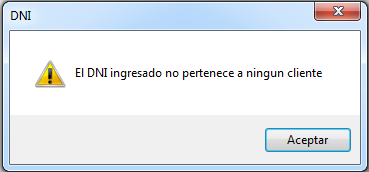 DNI
El DNI ingresado no pertenece a ningun cliente
Aceptar